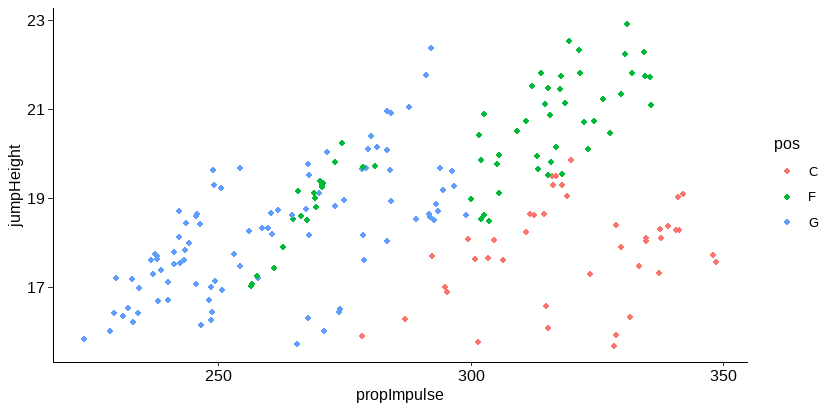 23
21
19
17
jumpHeight
250
300
350
propImpulse
pos
C
F
G